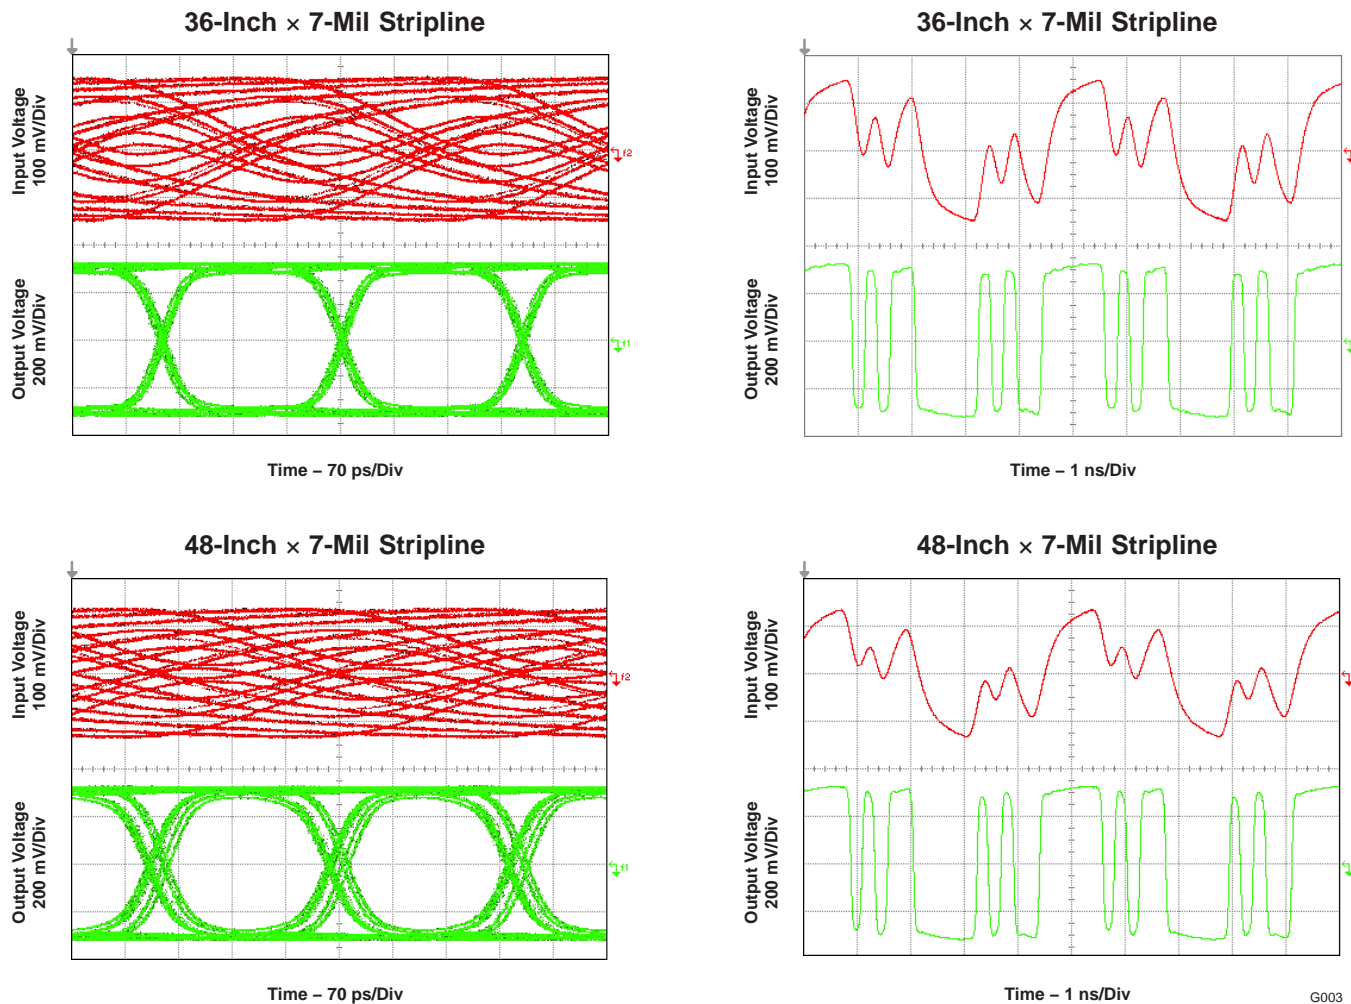 36-Inch × 7-Mil Stripline
Input Voltage
100 mV/Div
Output Voltage
200 mV/Div
f2
f1
Time – 70 ps/Div
36-Inch × 7-Mil Stripline
Input Voltage
100 mV/Div
Output Voltage
200 mV/Div
Time – 1 ns/Div
48-Inch × 7-Mil Stripline
Input Voltage
100 mV/Div
Output Voltage
200 mV/Div
f2
f1
Time – 70 ps/Div
48-Inch × 7-Mil Stripline
Input Voltage
100 mV/Div
Output Voltage
200 mV/Div
Time – 1 ns/Div
G003